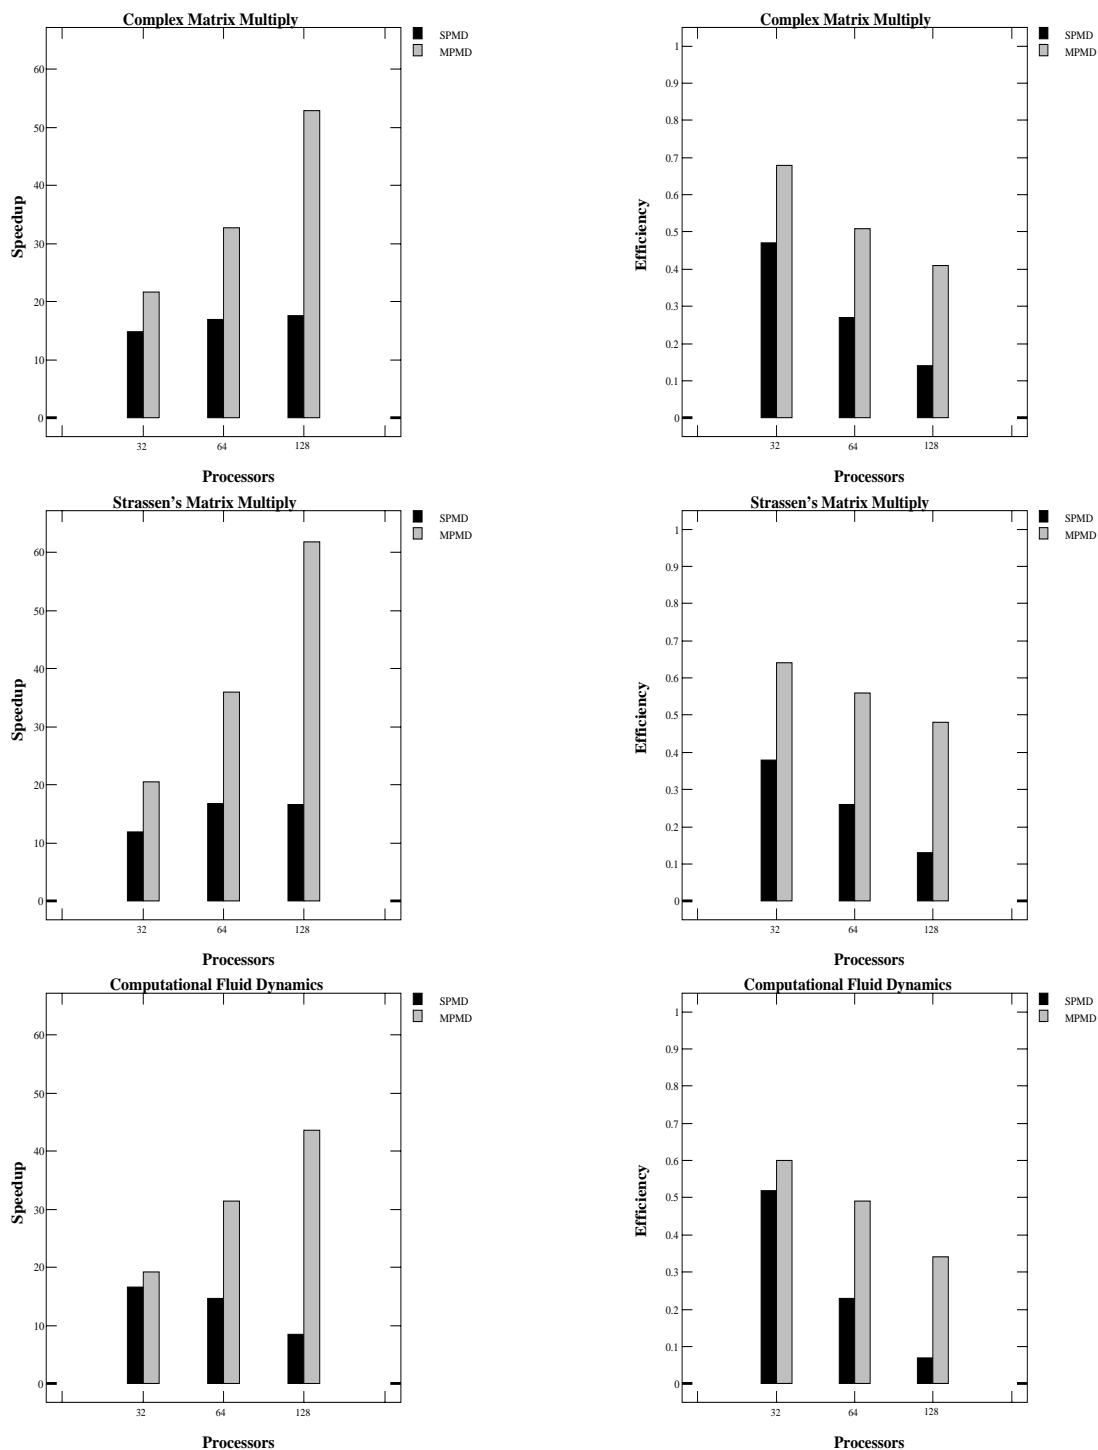 Complex Matrix Multiply
SPMD
MPMD
60
50
40
30
20
10
0
Speedup
32
64
128
Processors
Complex Matrix Multiply
SPMD
MPMD
1
0.9
0.8
0.7
0.6
0.5
0.4
0.3
0.2
0.1
0
Efficiency
32
64
128
Processors
Strassen's Matrix Multiply
SPMD
MPMD
60
50
40
30
20
10
0
Speedup
32
64
128
Processors
Strassen's Matrix Multiply
SPMD
MPMD
1
0.9
0.8
0.7
0.6
0.5
0.4
0.3
0.2
0.1
0
Efficiency
32
64
128
Processors
Computational Fluid Dynamics
SPMD
MPMD
60
50
40
30
20
10
0
Speedup
32
64
128
Processors
Computational Fluid Dynamics
SPMD
MPMD
1
0.9
0.8
0.7
0.6
0.5
0.4
0.3
0.2
0.1
0
Efficiency
32
64
128
Processors